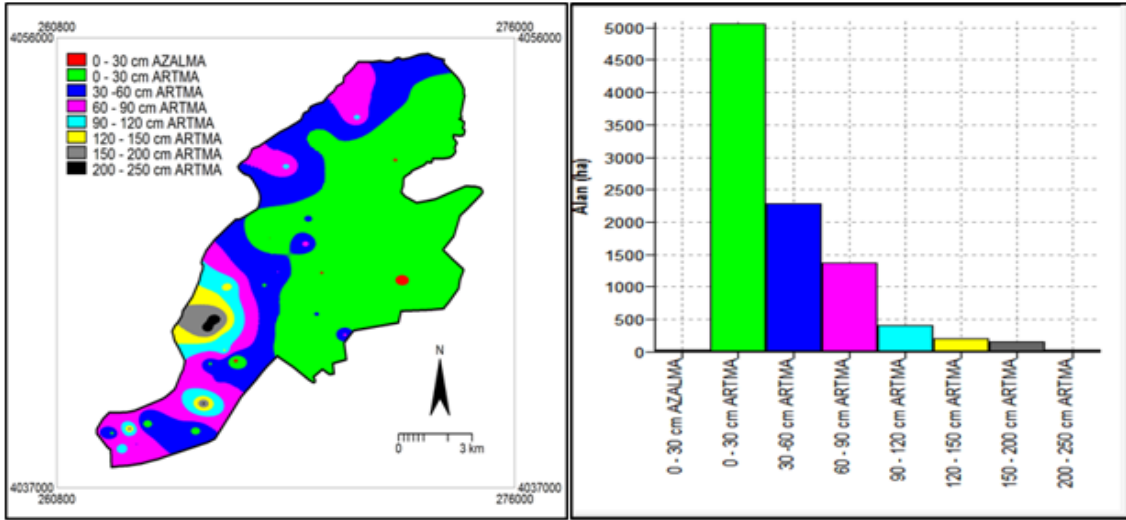 260800
276000
4056000
4056000
0 - 30 cm AZALMA
0 - 30 cm ARTMA
30 -60 cm ARTMA
60 - 90 cm ARTMA
90 - 120 cm ARTMA
120 - 150 cm ARTMA
150 - 200 cm ARTMA
200 - 250 cm ARTMA
N
0
3 km
4037000
4037000
260800
276000
Alan (ha)
5000
4500
4000
3500
3000
2500
2000
1500
1000
500
0
0 - 30 cm AZALMA
0 - 30 cm ARTMA
30 -60 cm ARTMA
60 - 90 cm ARTMA
90 - 120 cm ARTMA
120 - 150 cm ARTMA
150 - 200 cm ARTMA
200 - 250 cm ARTMA